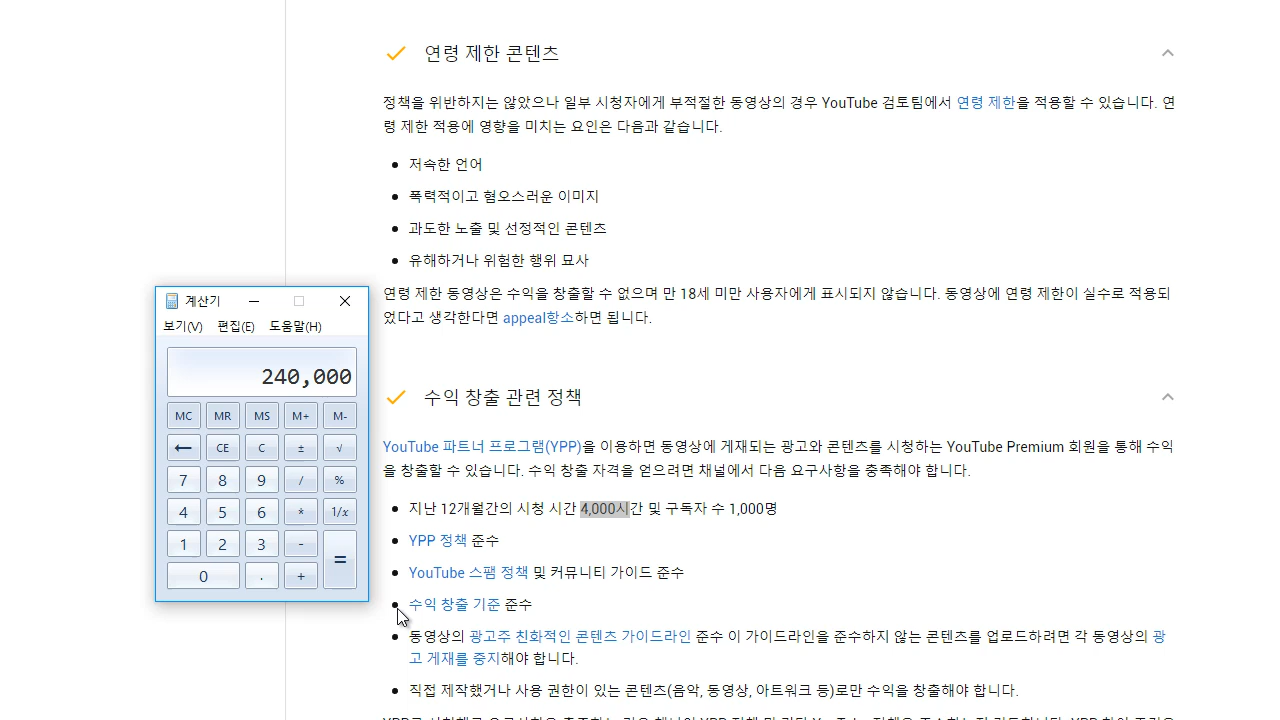 연령 제한 콘텐츠
정책을 위반하지는 않았으나 일부 시청자에게 부적절한 동영상의 경우 YouTube 검토팀에서 연령 제한을 적용할 수 있습니다. 연
령 제한 적용에 영향을 미치는 요인은 다음과 같습니다.
저속한 언어
폭력적이고 혐오스러운 이미지
과도한 노출 및 선정적인 콘텐츠
유해하거나 위험한 행위 묘사
연령 제한 동영상은 수익을 창출할 수 없으며 만 18세 미만 사용자에게 표시되지 않습니다. 동영상에 연령 제한이 실수로 적용되
었다고 생각한다면 appeal항소하면 됩니다.
계산기
보기(V) 편집(E) 도움말(H)
240,000
MC MR MS M+ M-
← CE C ± √
7 8 9 / %
4 5 6 * 1/x
1 2 3 - =
0 . +
수익 창출 관련 정책
YouTube 파트너 프로그램(YPP)을 이용하면 동영상에 게재되는 광고와 콘텐츠를 시청하는 YouTube Premium 회원을 통해 수익
을 창출할 수 있습니다. 수익 창출 자격을 얻으려면 채널에서 다음 요구사항을 충족해야 합니다.
지난 12개월간의 시청 시간 4,000시간 및 구독자 수 1,000명
YPP 정책 준수
YouTube 스팸 정책 및 커뮤니티 가이드 준수
수익 창출 기준 준수
동영상의 광고주 친화적인 콘텐츠 가이드라인 준수 이 가이드라인을 준수하지 않는 콘텐츠를 업로드하려면 각 동영상의 광
고 게재를 중지해야 합니다.
직접 제작했거나 사용 권한이 있는 콘텐츠(음악, 동영상, 아트워크 등)로만 수익을 창출해야 합니다.